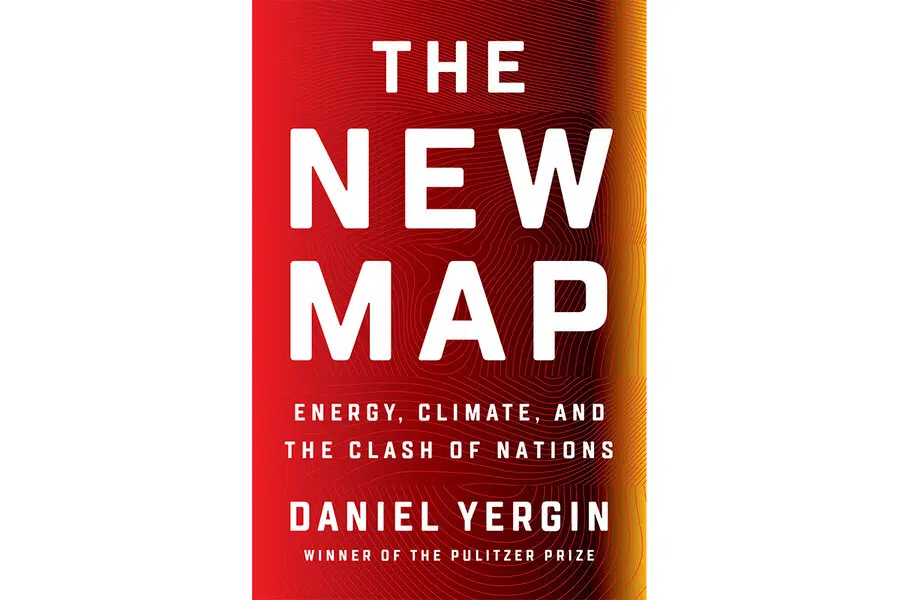 THE
NEW
MAP
ENERGY, CLIMATE, AND
THE CLASH OF NATIONS
DANIEL YERGIN
WINNER OF THE PULITZER PRIZE